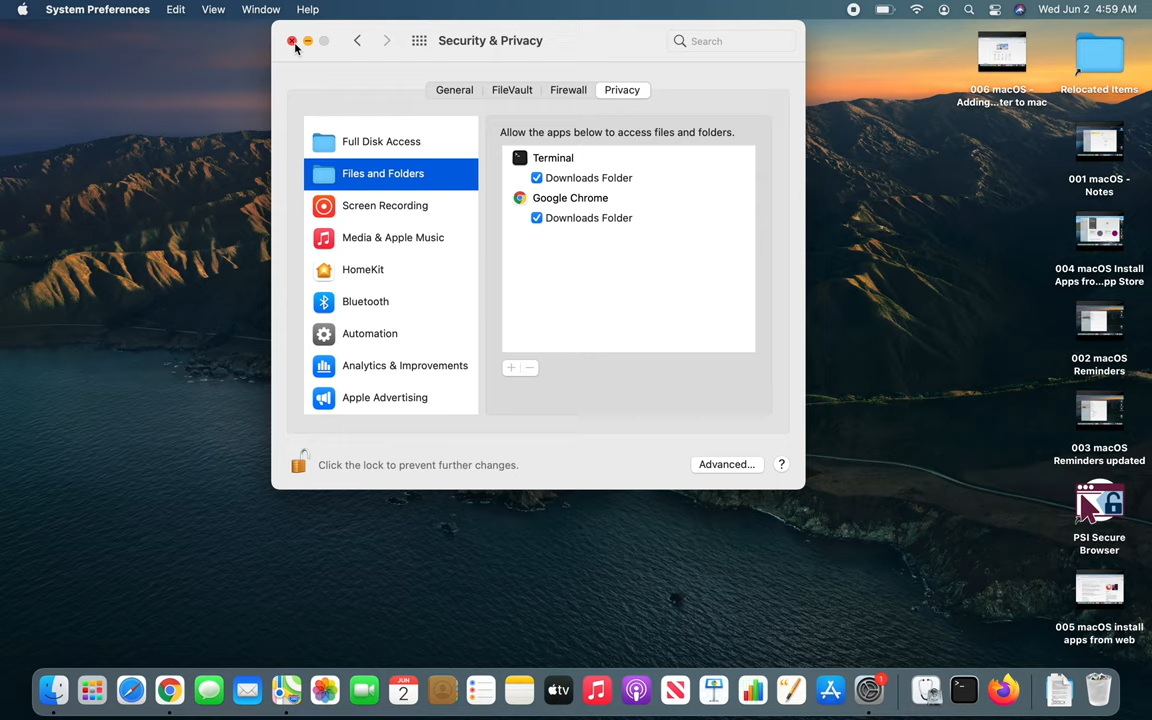 System Preferences Edit View Window Help Wed Jun 2 4:59 AM
Security & Privacy
Search
General FileVault Firewall Privacy
Full Disk Access
Files and Folders
Screen Recording
Media & Apple Music
HomeKit
Bluetooth
Automation
Analytics & Improvements
Apple Advertising
Allow the apps below to access files and folders.
Terminal
Downloads Folder
Google Chrome
Downloads Folder
+ −
Click the lock to prevent further changes.
Advanced...
?
006 macOS -
Adding...ter to mac
Relocated Items
001 macOS -
Notes
004 macOS Install
Apps fro...pp Store
002 macOS
Reminders
003 macOS
Reminders updated
PSI Secure
Browser
005 macOS install
apps from web
JUN
2
tv
1